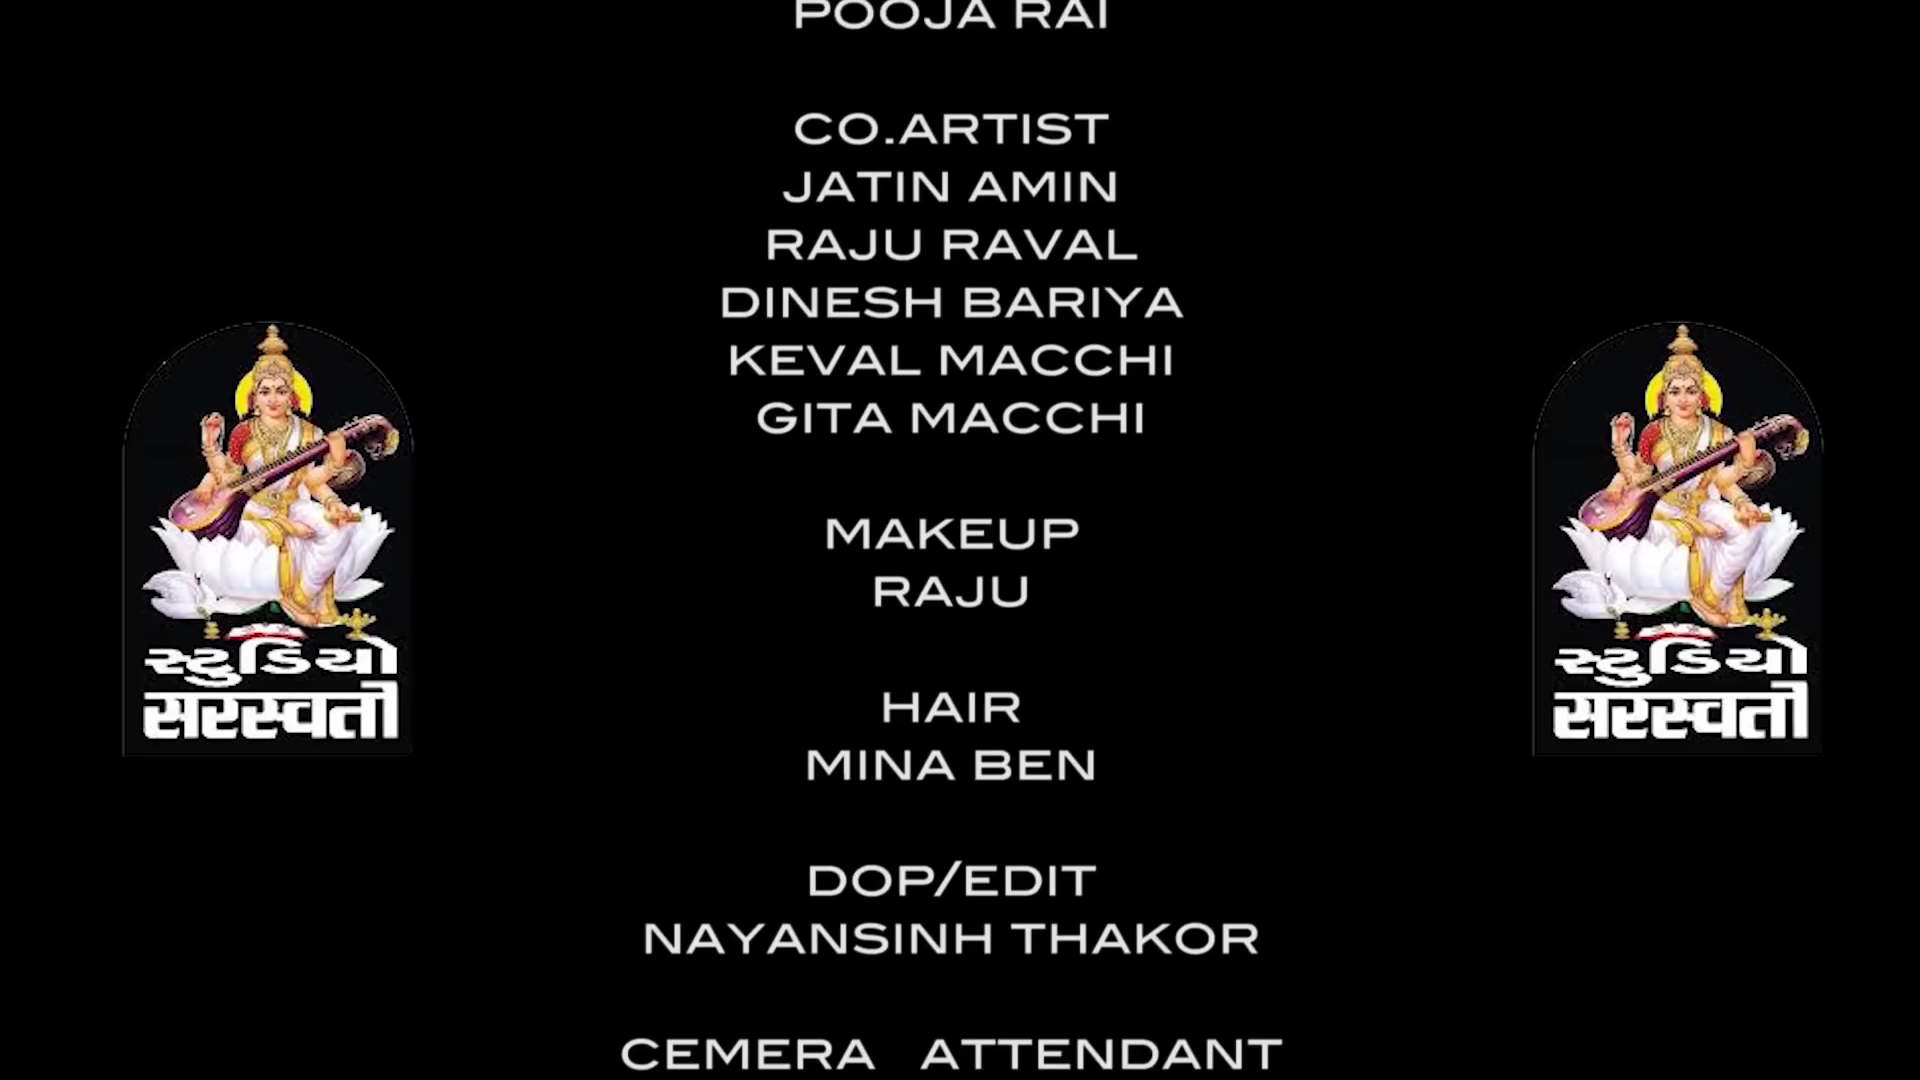 POOJA RAI
CO.ARTIST
JATIN AMIN
RAJU RAVAL
DINESH BARIYA
KEVAL MACCHI
GITA MACCHI
MAKEUP
RAJU
HAIR
MINA BEN
DOP/EDIT
NAYANSINH THAKOR
CEMERA ATTENDANT
સ્ટુડિયો
सरस्वती
સ્ટુડિયો
सरस्वती